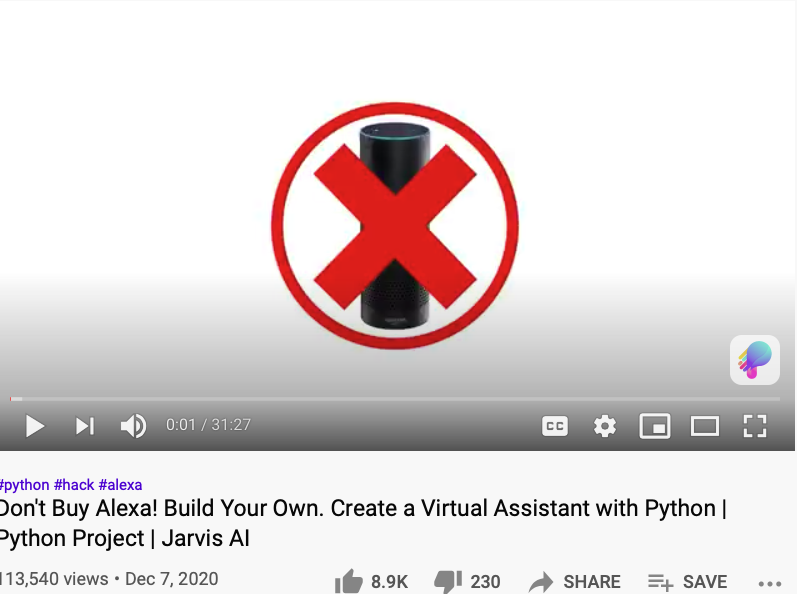 0:01 / 31:27
CC
#python #hack #alexa
Don't Buy Alexa! Build Your Own. Create a Virtual Assistant with Python |
Python Project | Jarvis AI
113,540 views • Dec 7, 2020 8.9K 230 SHARE SAVE